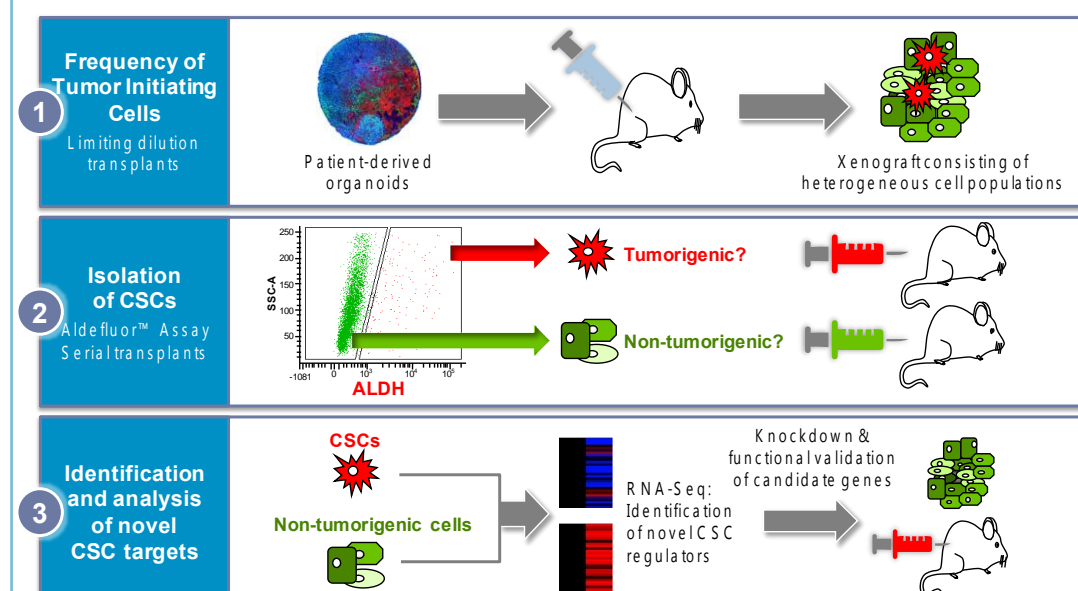 1
Frequency of
Tumor Initiating
Cells
Limiting dilution
transplants
Patient-derived
organoids
Xenograft consisting of
heterogeneous cell populations
2
Isolation
of CSCs
Aldefluor™ Assay
Serial transplants
SSC-A
250
200
150
100
50
-1081
0
10³
10⁴
10⁵
ALDH
Tumorigenic?
Non-tumorigenic?
3
Identification
and analysis
of novel
CSC targets
CSCs
Non-tumorigenic cells
RNA-Seq:
Identification
of novel CSC
regulators
Knockdown &
functional validation
of candidate genes